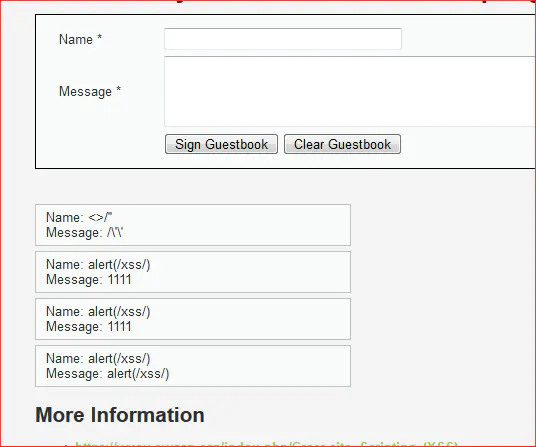 Name *
Message *
Sign Guestbook Clear Guestbook
Name: <>/"
Message: /\'\'
Name: alert(/xss/)
Message: 1111
Name: alert(/xss/)
Message: 1111
Name: alert(/xss/)
Message: alert(/xss/)
More Information